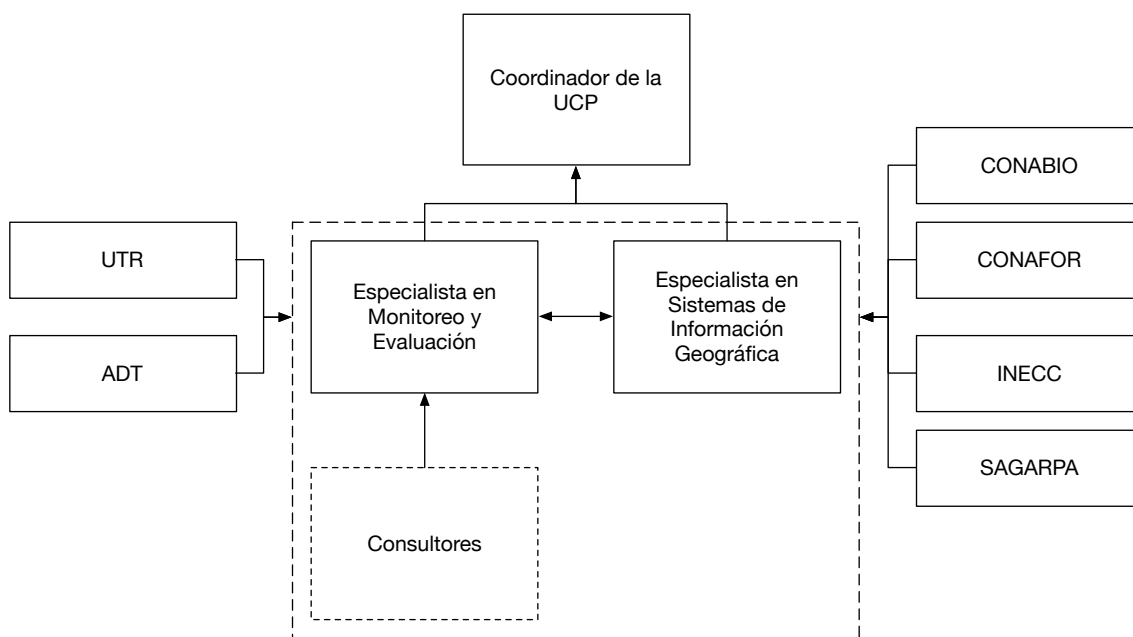 Coordinador de la
UCP
UTR
ADT
Especialista en
Monitoreo y
Evaluación
Especialista en
Sistemas de
Información
Geográfica
Consultores
CONABIO
CONAFOR
INECC
SAGARPA